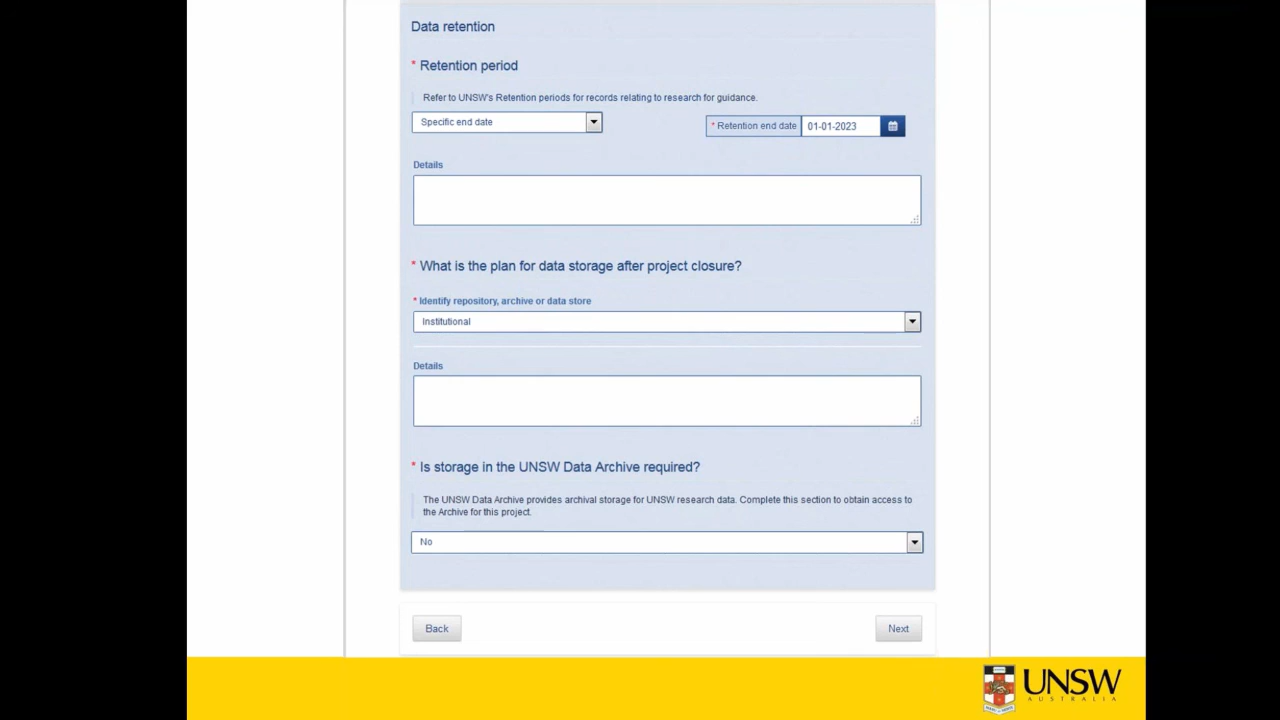 Data retention
* Retention period
Refer to UNSW's Retention periods for records relating to research for guidance.
Specific end date
* Retention end date 01-01-2023
Details
* What is the plan for data storage after project closure?
* Identify repository, archive or data store
Institutional
Details
* Is storage in the UNSW Data Archive required?
The UNSW Data Archive provides archival storage for UNSW research data. Complete this section to obtain access to
the Archive for this project.
No
Back Next
UNSW
AUSTRALIA